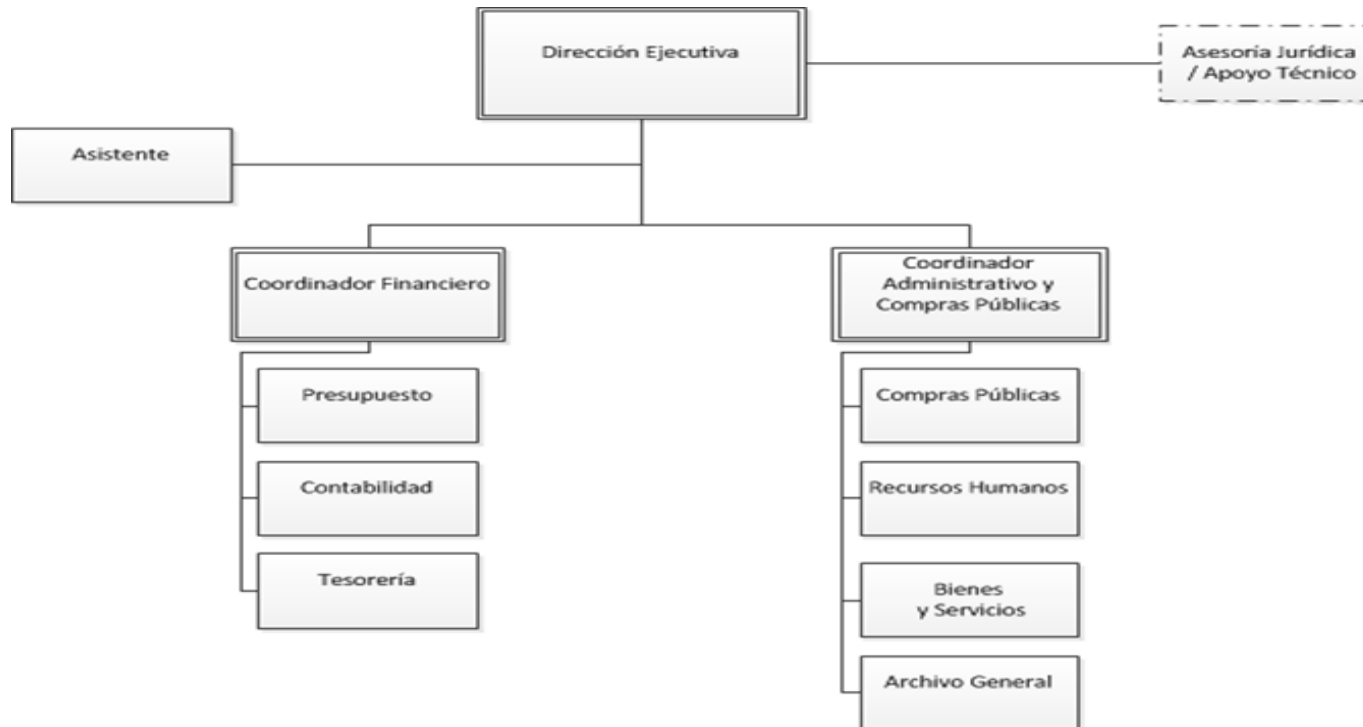 Dirección Ejecutiva
Asesoría Jurídica
/ Apoyo Técnico
Asistente
Coordinador Financiero
Coordinador
Administrativo y
Compras Públicas
Presupuesto
Contabilidad
Tesorería
Compras Públicas
Recursos Humanos
Bienes
y Servicios
Archivo General